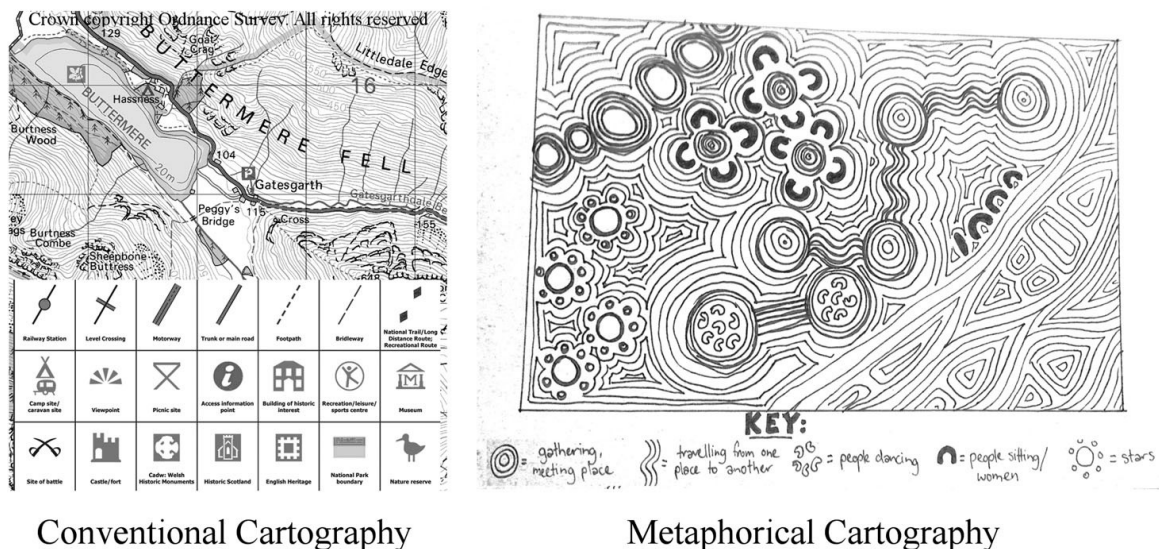 Crown copyright Ordnance Survey. All rights reserved
129
BUTTERMERE FELL
Goat
Crag
Littledale Edge
16
Hassness
BUTTERMERE
Burtness
Wood
20m
104
P
Gatesgarth
Gatesgarthdale Be
Peggy's
Bridge
115
Cross
155
Burtness
Combe
Sheepbone
Buttress
Railway Station
Level Crossing
Motorway
Trunk or main road
Footpath
Bridleway
National Trail/Long
Distance Route;
Recreational Route
Camp site/
caravan site
Viewpoint
Picnic site
i
Access information
point
Building of historic
interest
Recreation/leisure/
sports centre
M
Museum
Site of battle
Castle/fort
Cadw: Welsh
Historic Monuments
Historic Scotland
English Heritage
National Park
boundary
Nature reserve
KEY:
= gathering,
meeting place
= travelling from one
place to another
= people dancing
= people sitting/
women
= stars
Conventional Cartography
Metaphorical Cartography